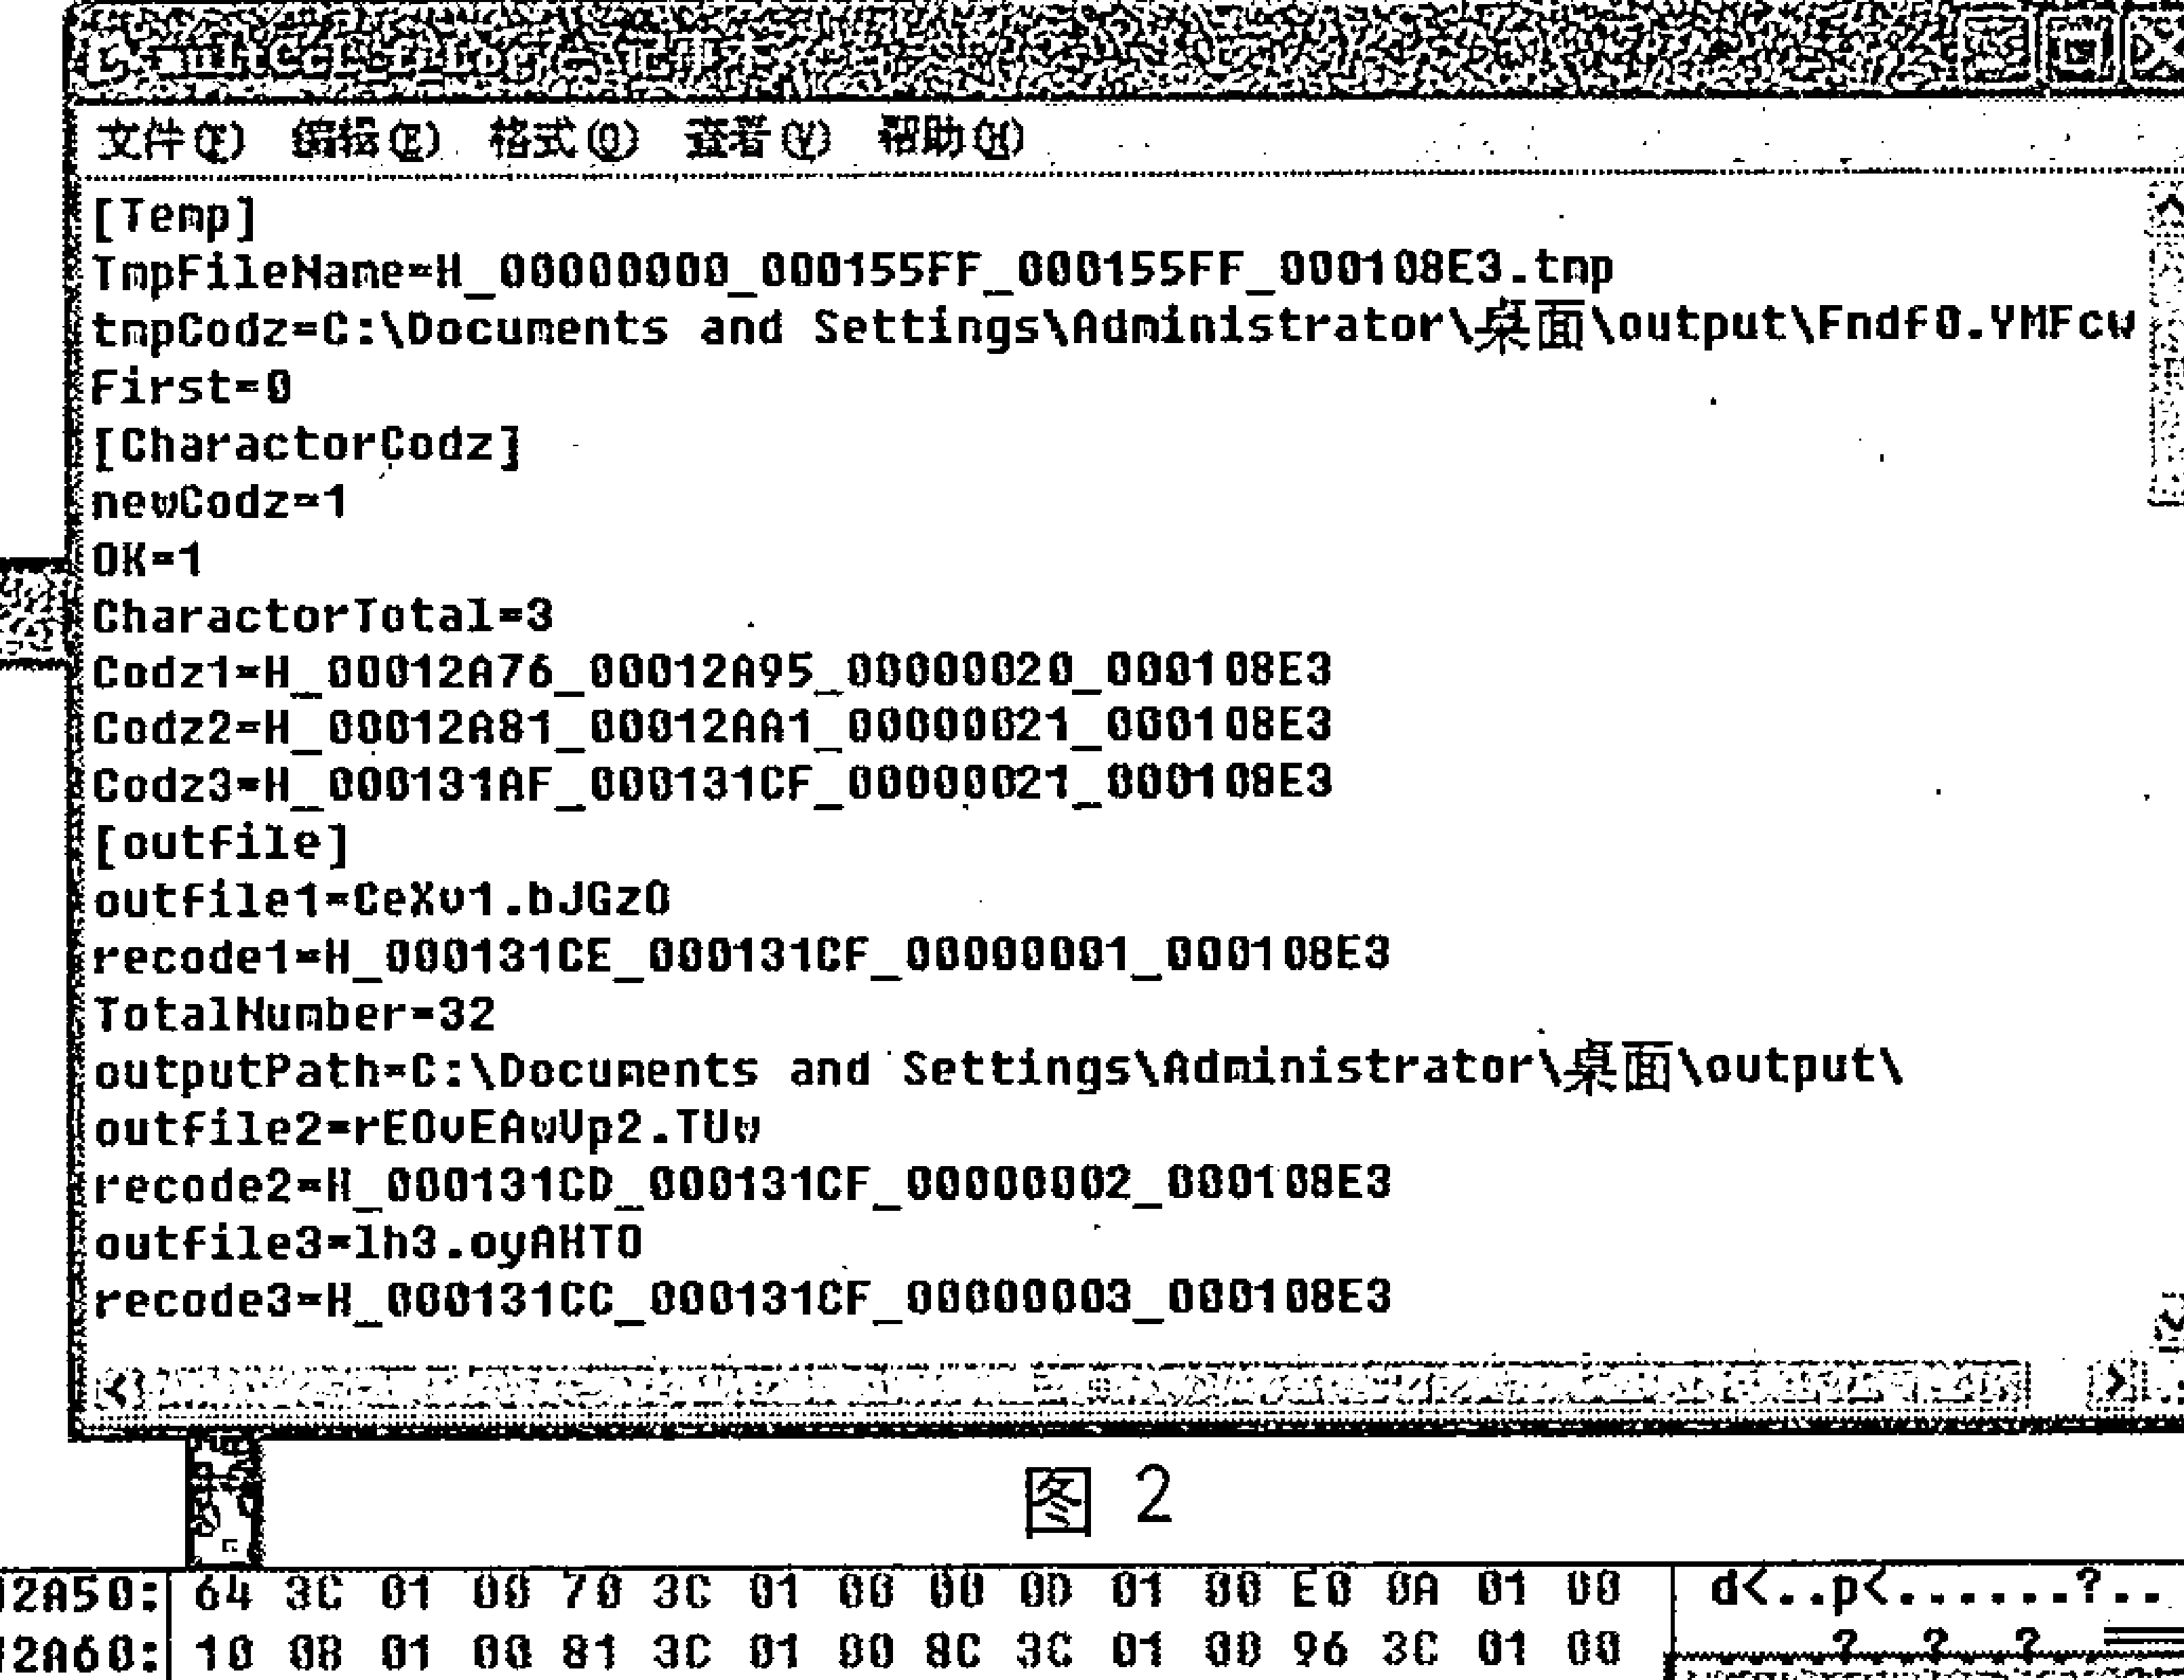 文件(F) 编辑(E) 格式(O) 查看(V) 帮助(H)
[Temp]
TmpFileName=H_00000000_000155FF_000155FF_000108E3.tmp
tmpCodz=C:\Documents and Settings\Administrator\桌面\output\Fndf0.YMFcw
First=0
[CharactorCodz]
newCodz=1
OK=1
CharactorTotal=3
Codz1=H_00012A76_00012A95_00000020_000108E3
Codz2=H_00012A81_00012AA1_00000021_000108E3
Codz3=H_000131AF_000131CF_00000021_000108E3
[outfile]
outfile1=CeXv1.bJGzO
recode1=H_000131CE_000131CF_00000001_000108E3
TotalNumber=32
outputPath=C:\Documents and Settings\Administrator\桌面\output\
outfile2=rEOvEAwUp2.TUw
recode2=H_000131CD_000131CF_00000002_000108E3
outfile3=lh3.oyAHTO
recode3=H_000131CC_000131CF_00000003_000108E3
图 2
2A50: 64 3C 01 00 70 3C 01 00 00 0D 01 00 E0 0A 01 00 d<..p<......?..
2A60: 10 0B 01 00 81 3C 01 00 8C 3C 01 00 96 3C 01 00